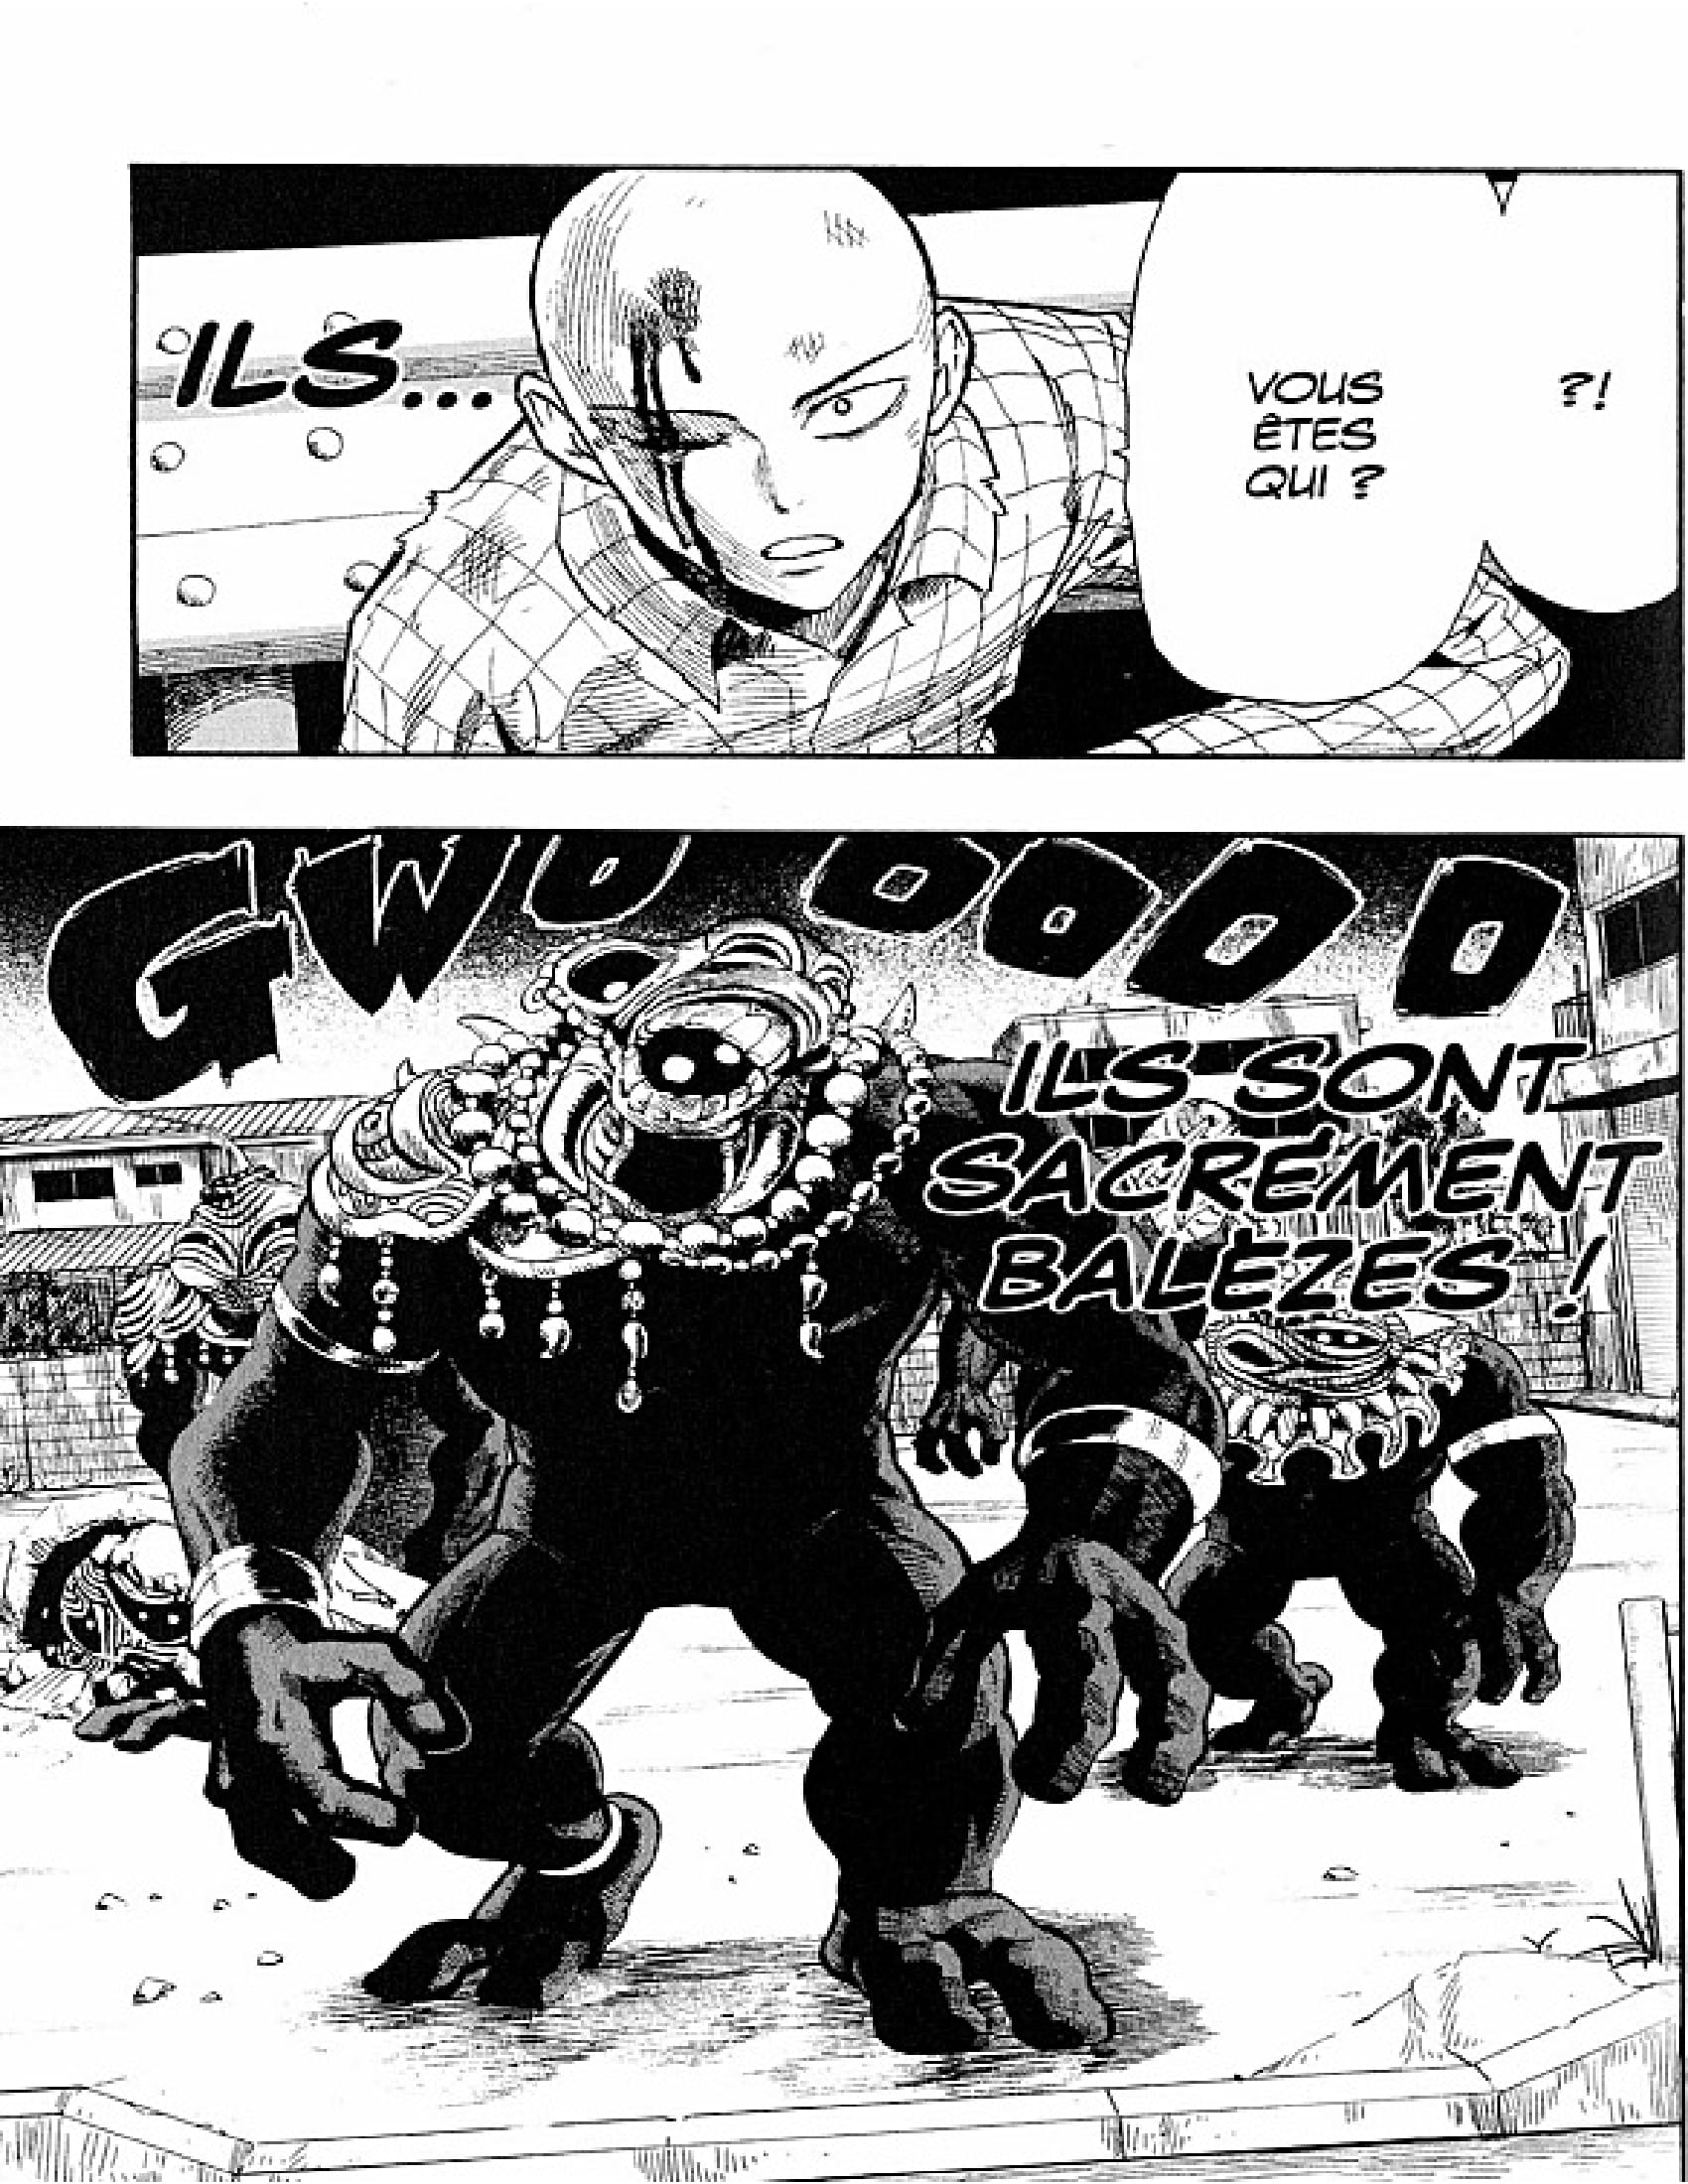 ?!
VOUS
ÊTES
QUI ?
ILS...
GWOOOOO
ILS SONT
SACRÉMENT
BALÈZES !